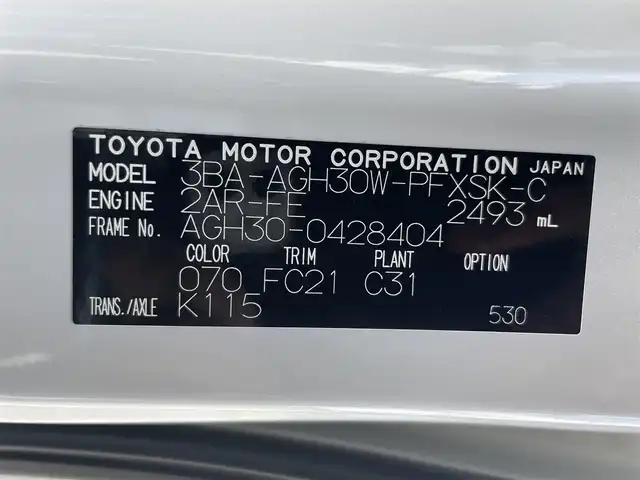 TOYOTA MOTOR CORPORATION JAPAN
MODEL 3BA-AGH30W-PFXSK-C
ENGINE 2AR-FE 2493 mL
FRAME No. AGH30-0428404
COLOR TRIM PLANT OPTION
070 FC21 C31
TRANS./AXLE K115 530